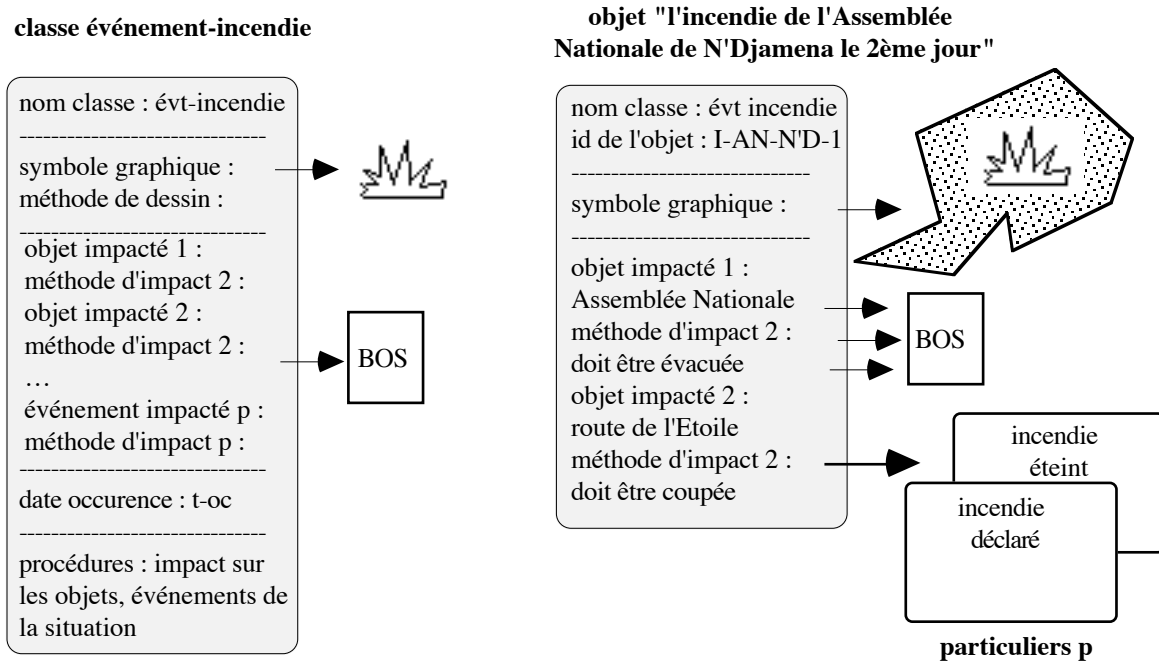 classe événement-incendie
nom classe : évt-incendie
------------------------------
symbole graphique :
méthode de dessin :
------------------------------
objet impacté 1 :
méthode d'impact 2 :
objet impacté 2 :
méthode d'impact 2 :
…
événement impacté p :
méthode d'impact p :
------------------------------
date occurence : t-oc
------------------------------
procédures : impact sur
les objets, événements de
la situation
BOS
objet "l'incendie de l'Assemblée
Nationale de N'Djamena le 2ème jour"
nom classe : évt incendie
id de l'objet : I-AN-N'D-1
-----------------------------
symbole graphique :
-----------------------------
objet impacté 1 :
Assemblée Nationale
méthode d'impact 2 :
doit être évacuée
objet impacté 2 :
route de l'Etoile
méthode d'impact 2 :
doit être coupée
BOS
incendie
éteint
incendie
déclaré
particuliers p